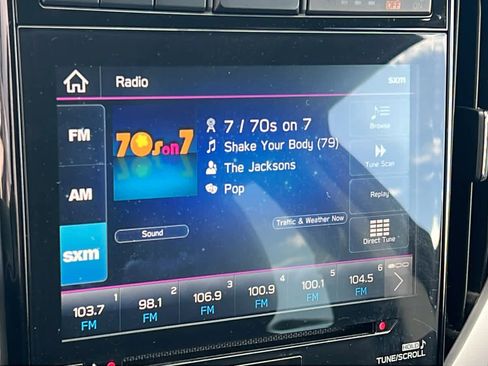 OFF
Radio
sxm
FM
AM
sxm
70s on 7
7 / 70s on 7
Shake Your Body (79)
The Jacksons
Pop
Browse
Tune Scan
Replay
Direct Tune
Sound
Traffic & Weather Now
1 2 3 4 5 6
103.7 98.1 106.9 100.9 100.1 104.5
FM FM FM FM FM FM
HOLD
TUNE/SCROLL